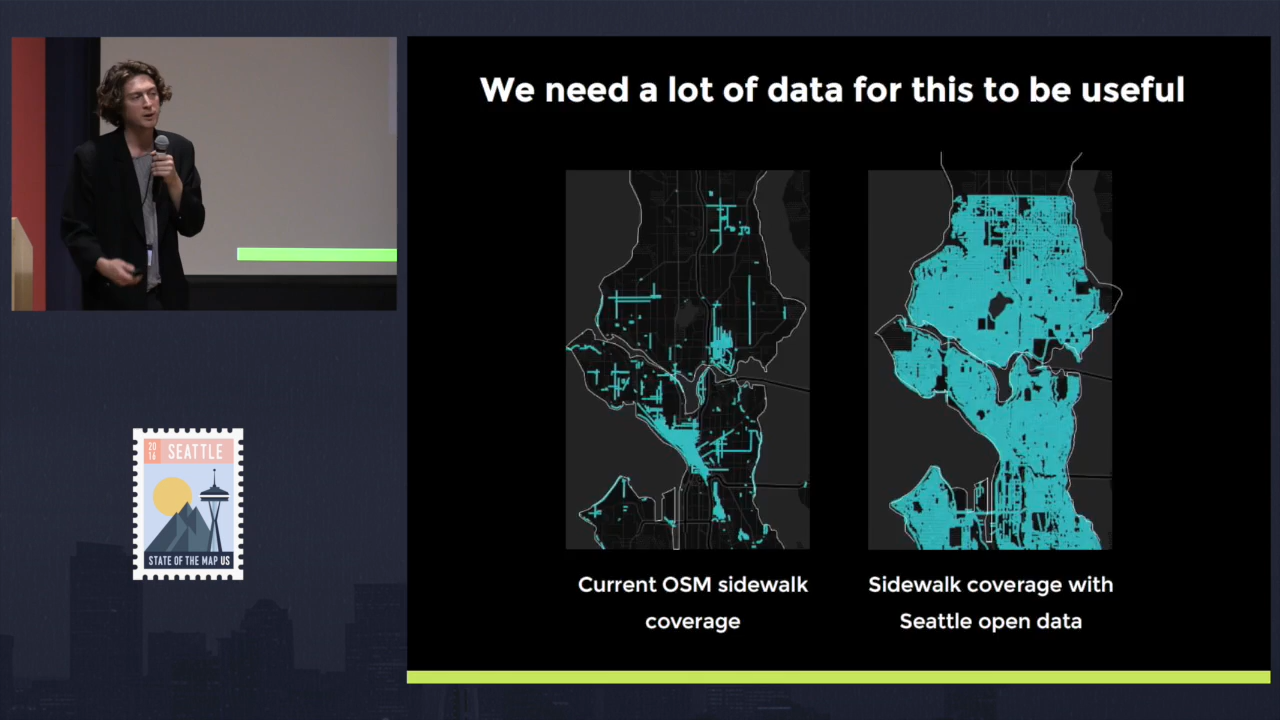 We need a lot of data for this to be useful
Current OSM sidewalk
coverage
Sidewalk coverage with
Seattle open data
20
16
SEATTLE
STATE OF THE MAP US